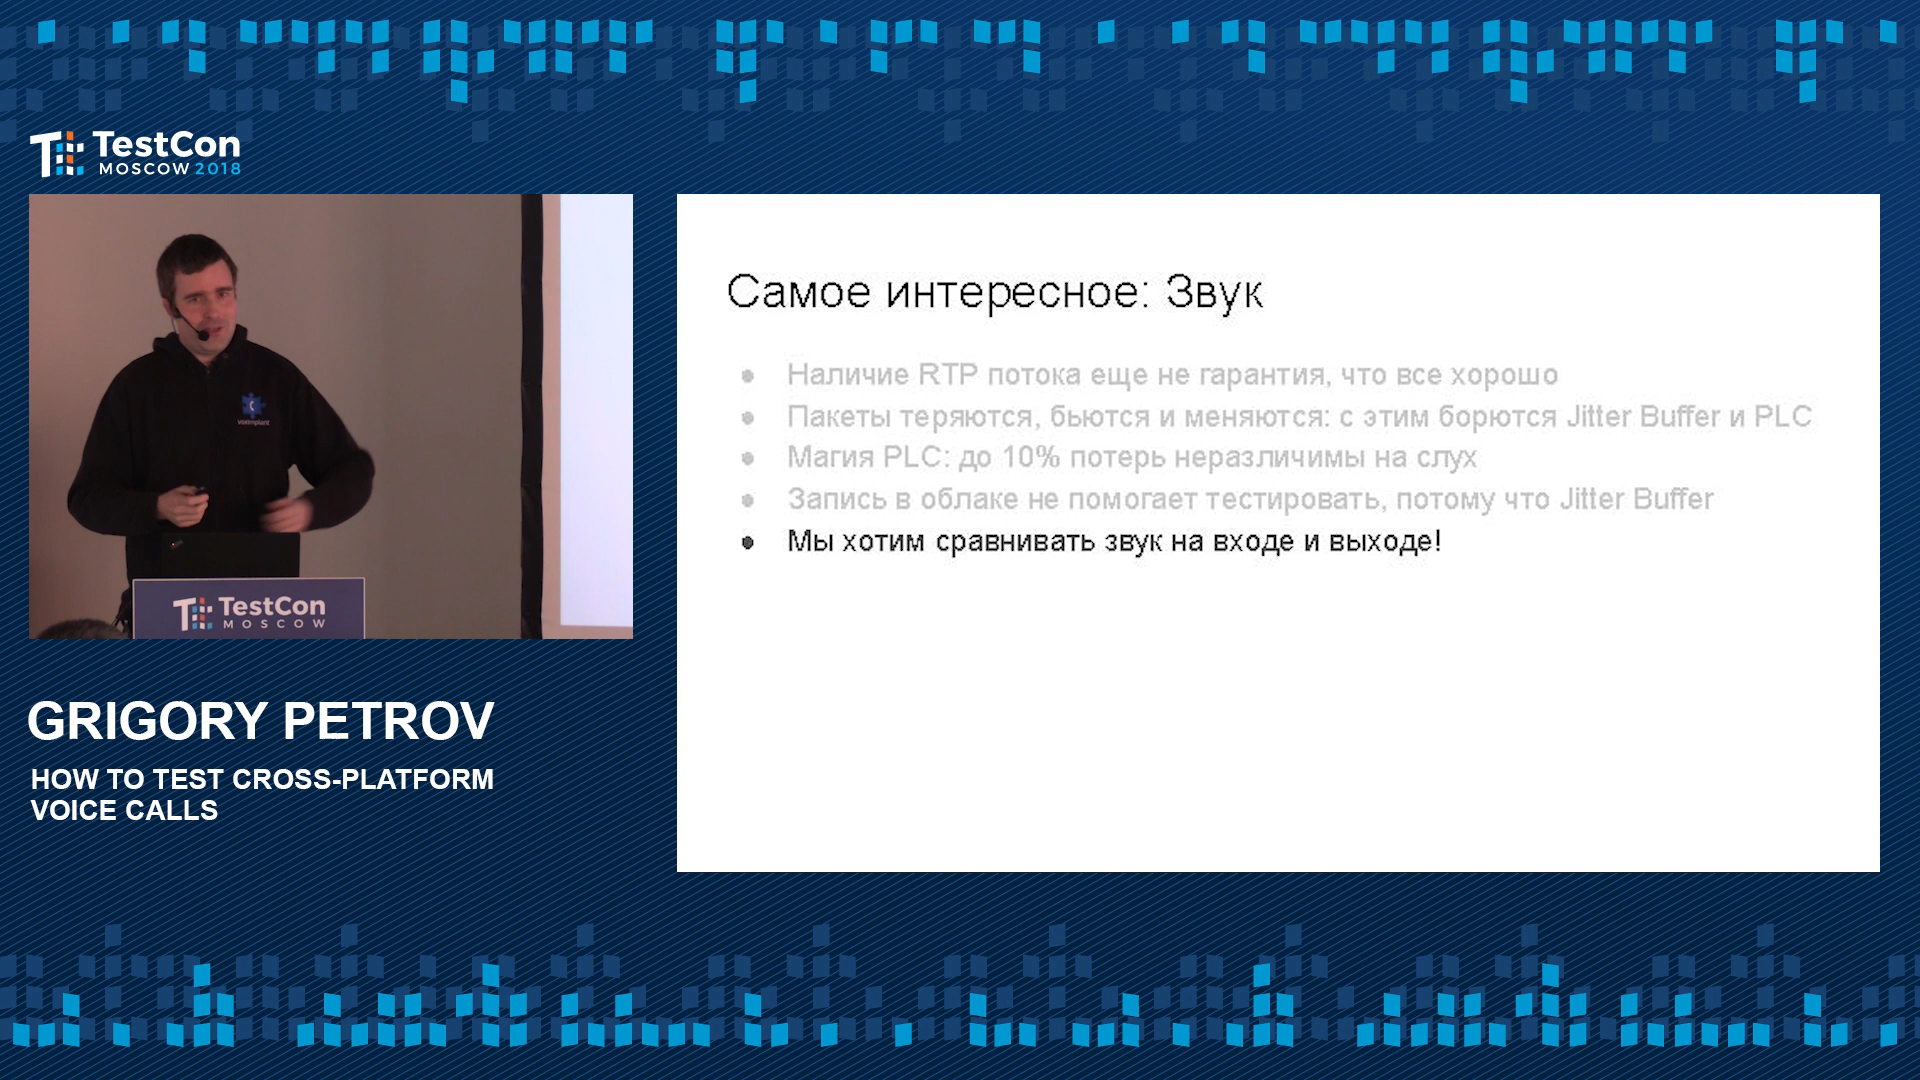 TestCon
MOSCOW 2018
voximplant
TestCon
MOSCOW
GRIGORY PETROV
HOW TO TEST CROSS-PLATFORM
VOICE CALLS
Самое интересное: Звук
Наличие RTP потока еще не гарантия, что все хорошо
Пакеты теряются, бьются и меняются: с этим борются Jitter Buffer и PLC
Магия PLC: до 10% потерь неразличимы на слух
Запись в облаке не помогает тестировать, потому что Jitter Buffer
Мы хотим сравнивать звук на входе и выходе!